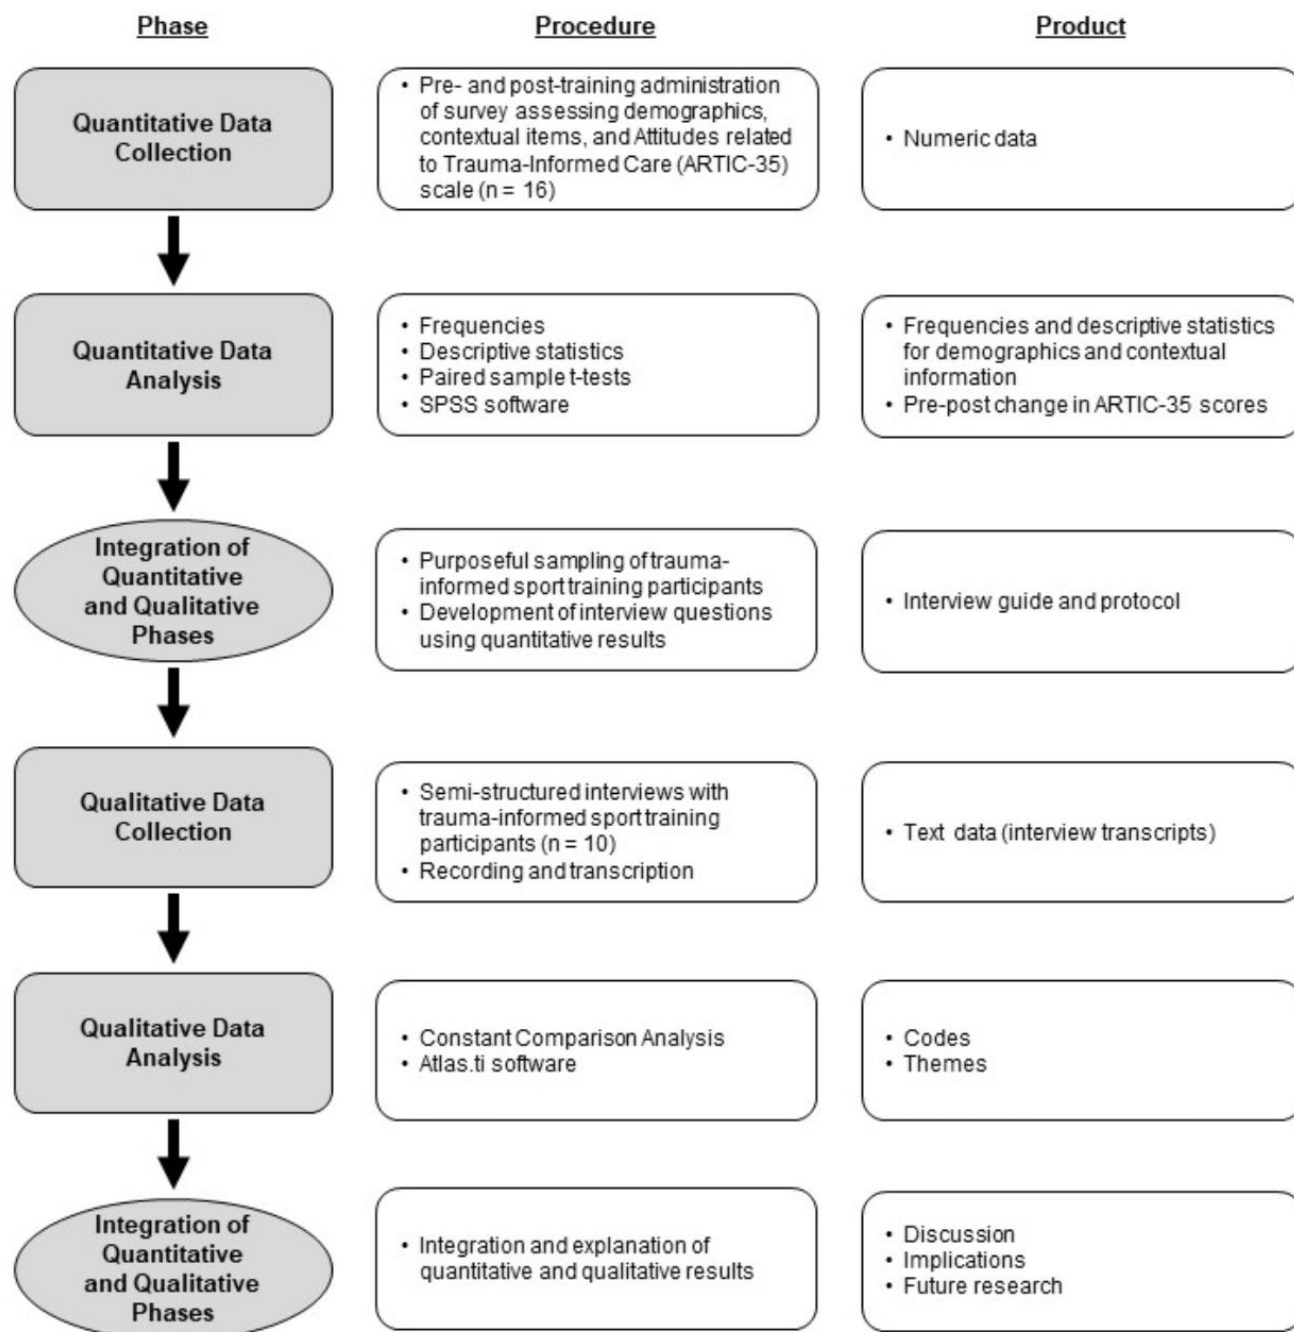 Phase
Procedure
Product
Quantitative Data
Collection
• Pre- and post-training administration
of survey assessing demographics,
contextual items, and Attitudes related
to Trauma-Informed Care (ARTIC-35)
scale (n = 16)
• Numeric data
Quantitative Data
Analysis
• Frequencies
• Descriptive statistics
• Paired sample t-tests
• SPSS software
• Frequencies and descriptive statistics
for demographics and contextual
information
• Pre-post change in ARTIC-35 scores
Integration of
Quantitative
and Qualitative
Phases
• Purposeful sampling of trauma-
informed sport training participants
• Development of interview questions
using quantitative results
• Interview guide and protocol
Qualitative Data
Collection
• Semi-structured interviews with
trauma-informed sport training
participants (n = 10)
• Recording and transcription
• Text data (interview transcripts)
Qualitative Data
Analysis
• Constant Comparison Analysis
• Atlas.ti software
• Codes
• Themes
Integration of
Quantitative
and Qualitative
Phases
• Integration and explanation of
quantitative and qualitative results
• Discussion
• Implications
• Future research